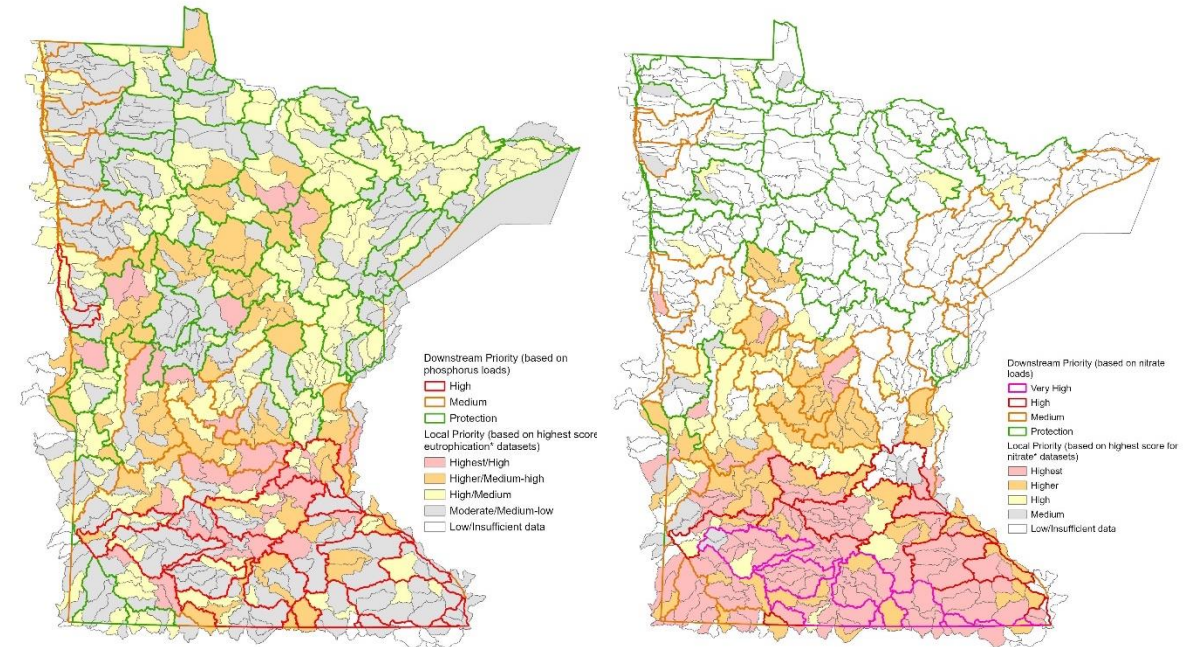 Downstream Priority (based on
phosphorus loads)
High
Medium
Protection
Local Priority (based on highest score
eutrophication* datasets)
Highest/High
Higher/Medium-high
High/Medium
Moderate/Medium-low
Low/Insufficient data
Downstream Priority (based on nitrate
loads)
Very High
High
Medium
Protection
Local Priority (based on highest score for
nitrate* datasets)
Highest
Higher
High
Medium
Low/Insufficient data